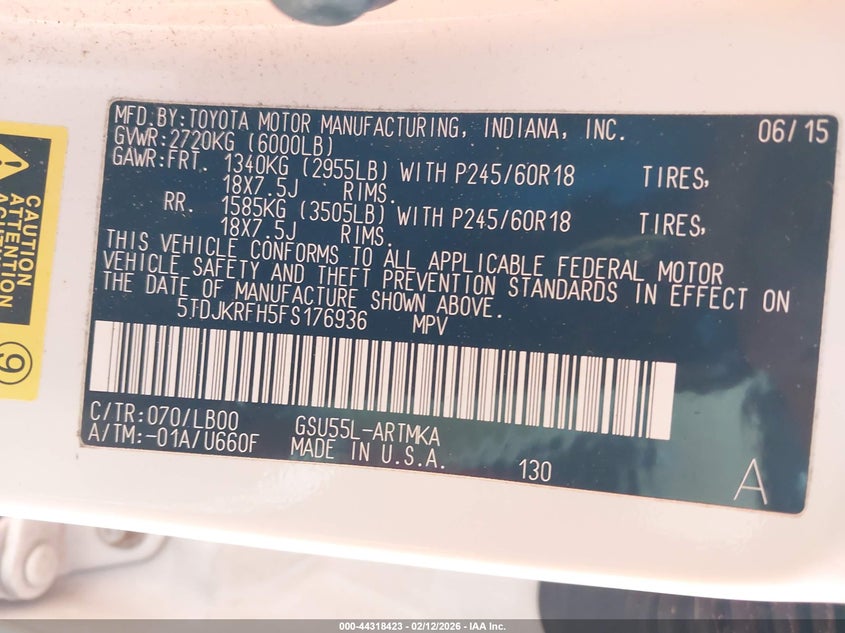 MFD.BY:TOYOTA MOTOR MANUFACTURING, INDIANA, INC. 06/15
GVWR:2720KG (6000LB)
GAWR:FRT. 1340KG (2955LB) WITH P245/60R18 TIRES,
18X7.5J RIMS.
RR. 1585KG (3505LB) WITH P245/60R18 TIRES,
18X7.5J RIMS.
THIS VEHICLE CONFORMS TO ALL APPLICABLE FEDERAL MOTOR
VEHICLE SAFETY AND THEFT PREVENTION STANDARDS IN EFFECT ON
THE DATE OF MANUFACTURE SHOWN ABOVE.
5TDJKRFH5FS176936 MPV
C/TR:070/LB00 GSU55L-ARTMKA
A/TM:-01A/U660F MADE IN U.S.A.
130
A
CAUTION
ATTENTION
9
000-44318423 - 02/12/2026 - IAA Inc.